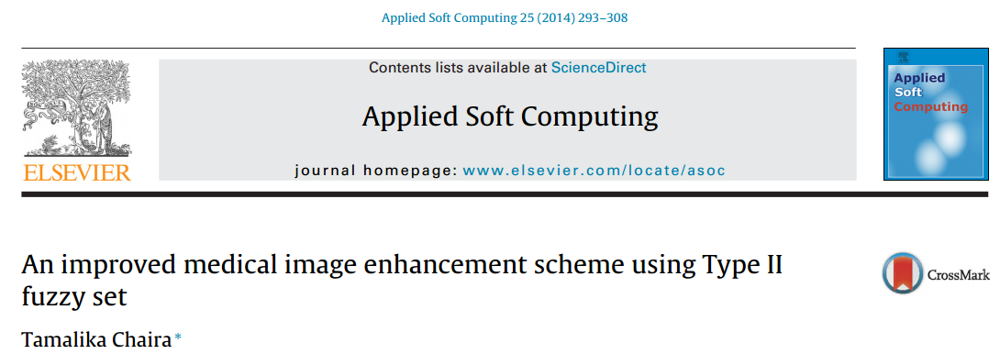 Applied Soft Computing 25 (2014) 293–308
Contents lists available at ScienceDirect
Applied Soft Computing
journal homepage: www.elsevier.com/locate/asoc
ELSEVIER
Applied
Soft
Computing
An improved medical image enhancement scheme using Type II
fuzzy set
CrossMark
Tamalika Chaira*